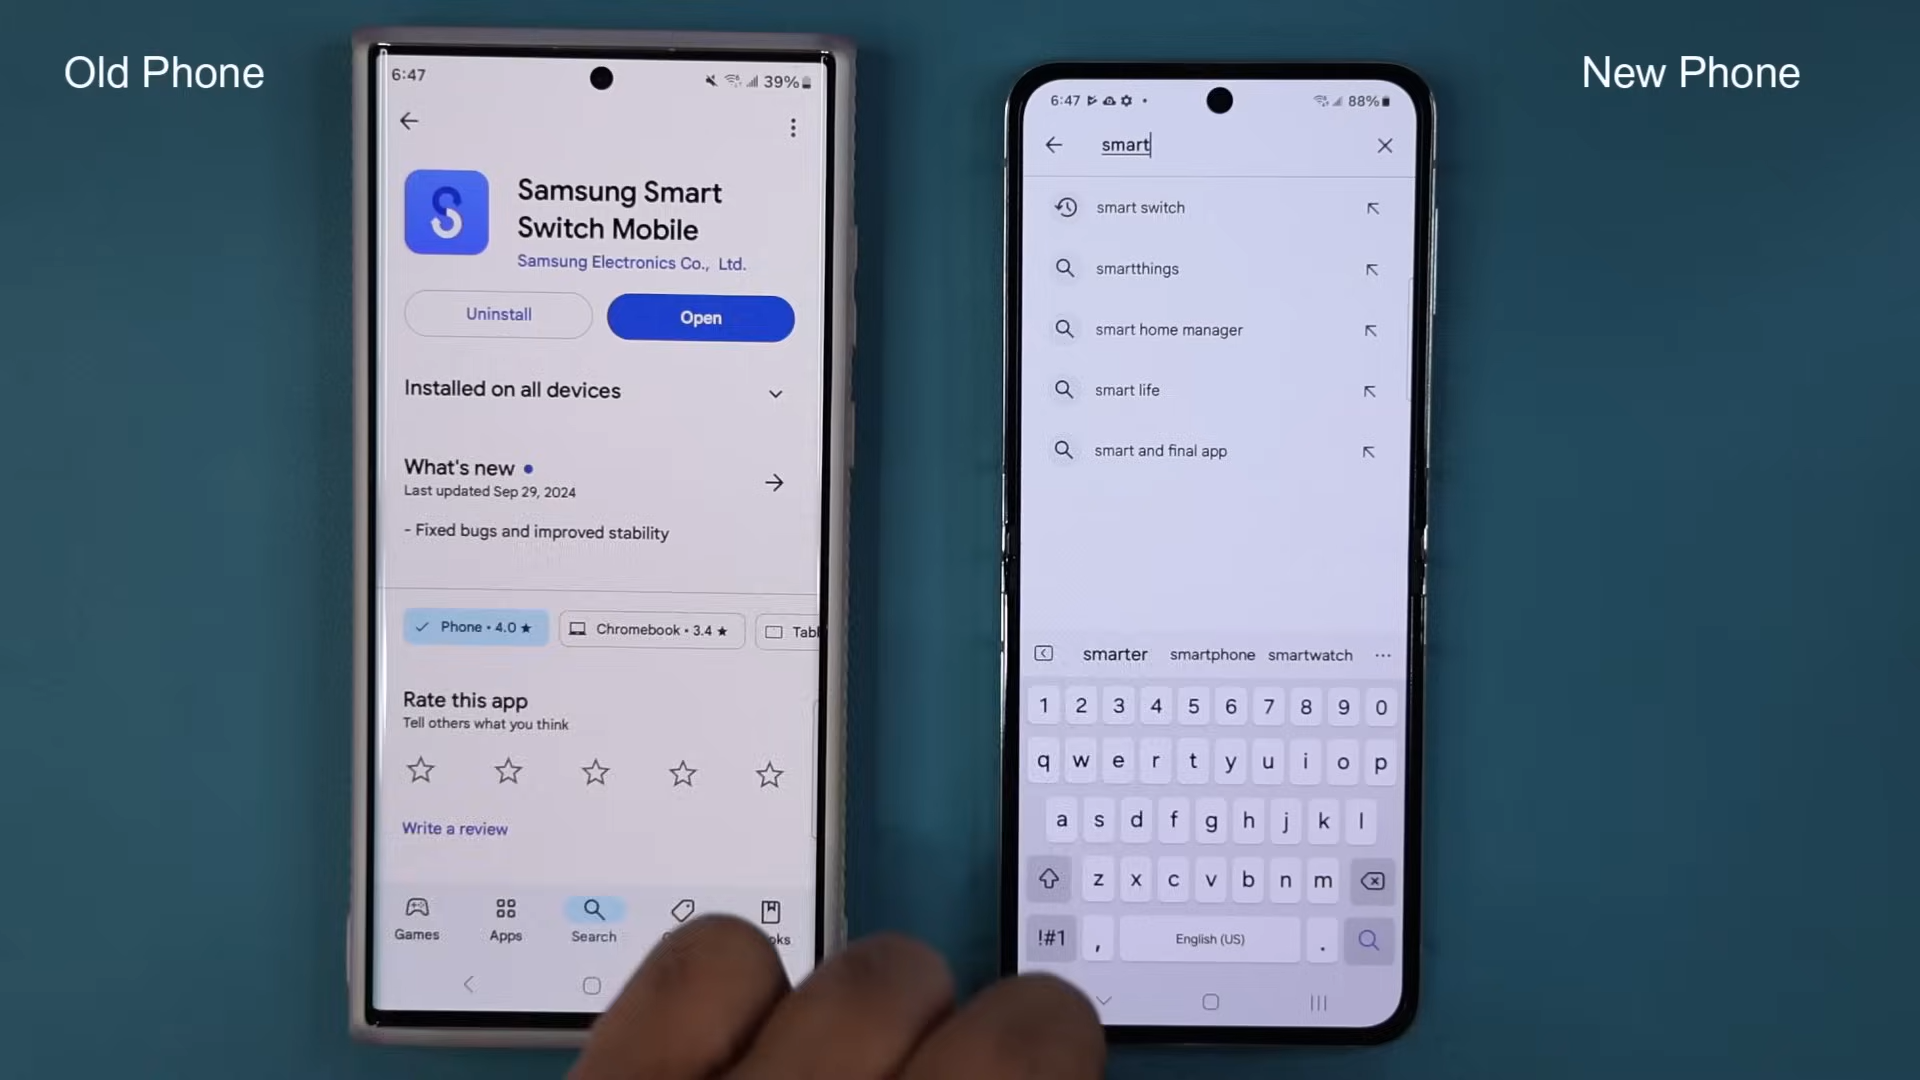 Old Phone
New Phone
6:47
39%
Samsung Smart
Switch Mobile
Samsung Electronics Co., Ltd.
Uninstall
Open
Installed on all devices
What's new
Last updated Sep 29, 2024
- Fixed bugs and improved stability
Phone • 4.0 ★
Chromebook • 3.4 ★
Tabl
Rate this app
Tell others what you think
Write a review
Games
Apps
Search
oks
6:47
88%
smart
smart switch
smartthings
smart home manager
smart life
smart and final app
smarter smartphone smartwatch ...
1 2 3 4 5 6 7 8 9 0
q w e r t y u i o p
a s d f g h j k l
z x c v b n m
!#1 , English (US) .